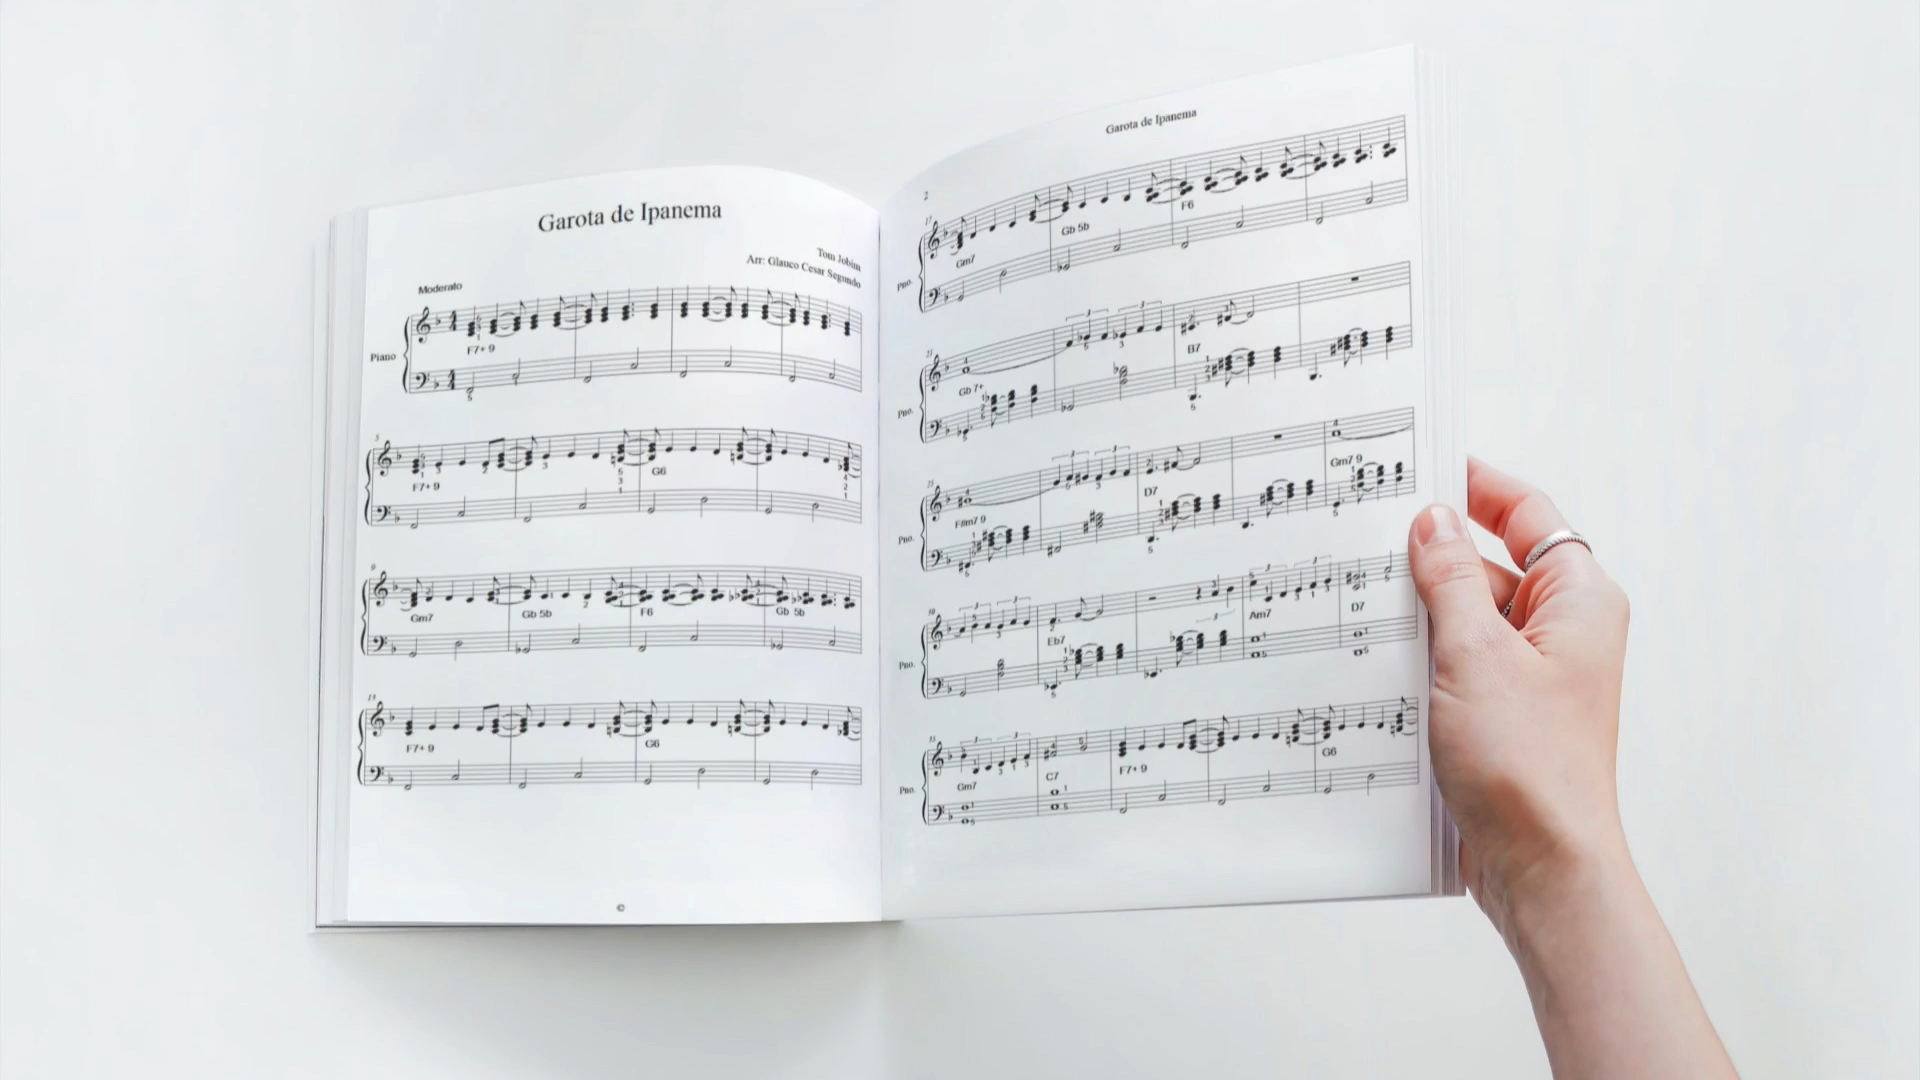 Garota de Ipanema
Tom Jobim
Arr: Glauco Cesar Segundo
Moderato
Piano
F7+ 9
5
F7+ 9 G6
9
Gm7 Gb 5b F6 Gb 5b
13
F7+ 9 G6
©
Garota de Ipanema
2
17
Pno.
Gm7 Gb 5b F6
21
Pno.
Gb 7+ B7
25
Pno.
F#m7 9 D7 Gm7 9
30
Pno.
Eb7 Am7 D7
35
Pno.
Gm7 C7 F7+ 9 G6